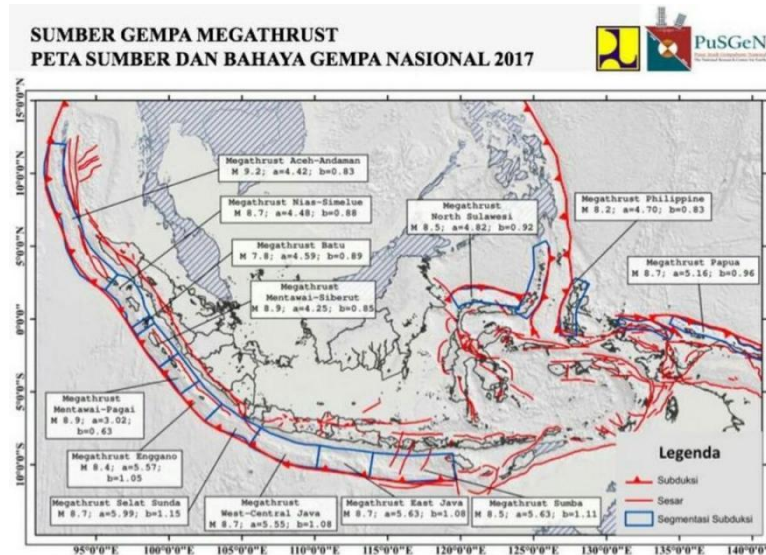 SUMBER GEMPA MEGATHRUST
PETA SUMBER DAN BAHAYA GEMPA NASIONAL 2017
PuSGeN
15°0'0"N
10°0'0"N
5°0'0"N
0°0'0"
5°0'0"S
10°0'0"S
Megathrust Aceh-Andaman
M 9.2; a=4.42; b=0.83
Megathrust Nias-Simelue
M 8.7; a=4.48; b=0.88
Megathrust Batu
M 7.8; a=4.59; b=0.89
Megathrust
Mentawai-Siberut
M 8.9; a=4.25; b=0.85
Megathrust
North Sulawesi
M 8.5; a=4.82; b=0.92
Megathrust Philippine
M 8.2; a=4.70; b=0.83
Megathrust Papua
M 8.7; a=5.16; b=0.96
Megathrust
Mentawai-Pagai
M 8.9; a=3.02;
b=0.63
Megathrust Enggano
M 8.4; a=5.57;
b=1.05
Megathrust Selat Sunda
M 8.7; a=5.99; b=1.15
Megathrust
West-Central Java
M 8.7; a=5.55; b=1.08
Megathrust East Java
M 8.7; a=5.63; b=1.08
Megathrust Sumba
M 8.5; a=5.63; b=1.11
Legenda
Subduksi
Sesar
Segmentasi Subduksi
95°0'0"E
100°0'0"E
105°0'0"E
110°0'0"E
115°0'0"E
120°0'0"E
125°0'0"E
130°0'0"E
135°0'0"E
140°0'0"E